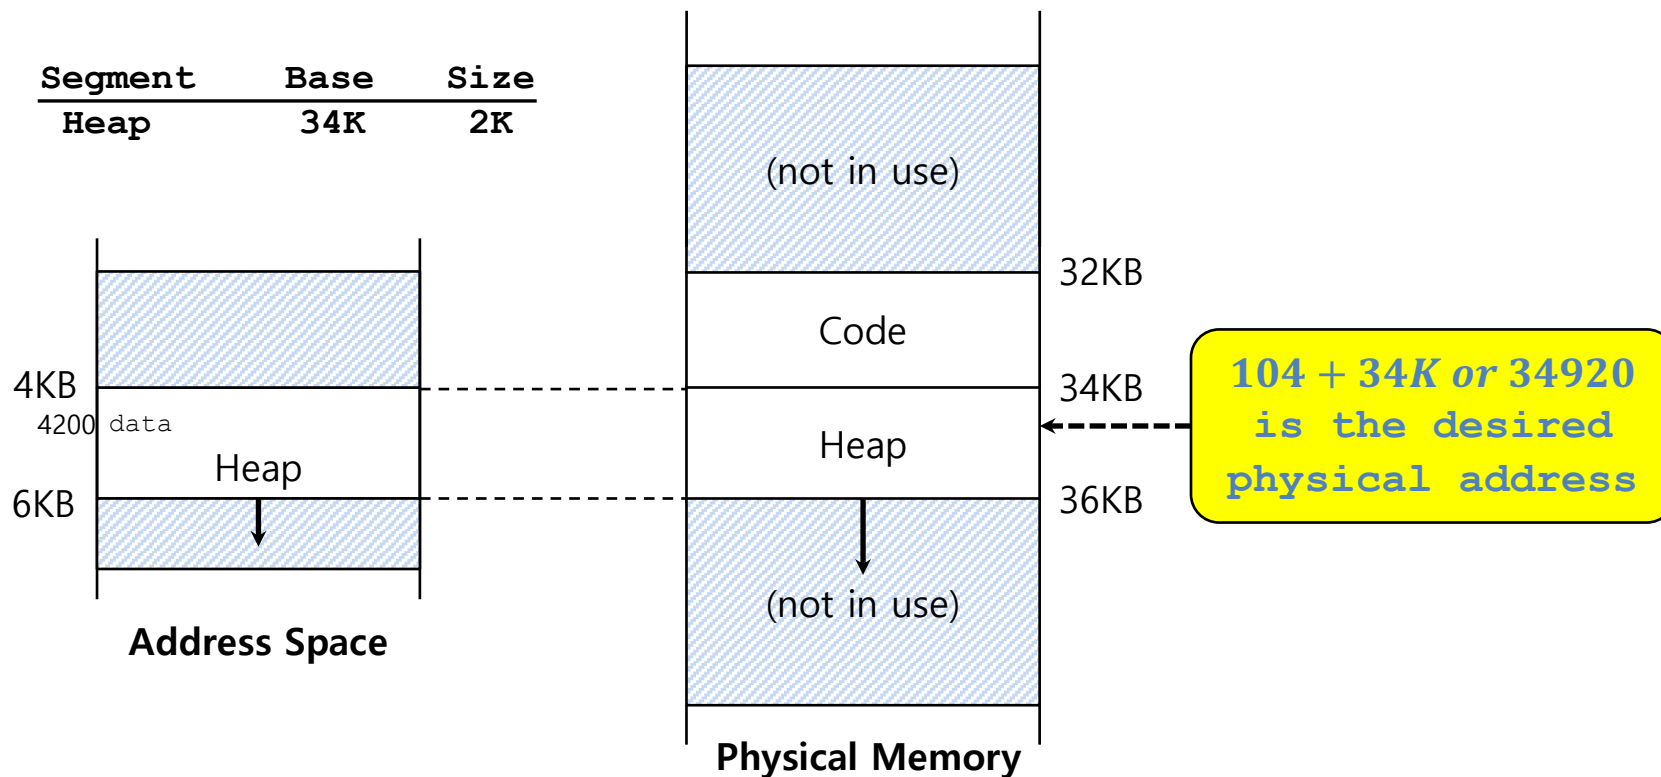 Segment Base Size
Heap 34K 2K
4KB
4200 data
Heap
6KB
Address Space
(not in use)
32KB
Code
34KB
Heap
36KB
(not in use)
Physical Memory
104 + 34K or 34920
is the desired
physical address